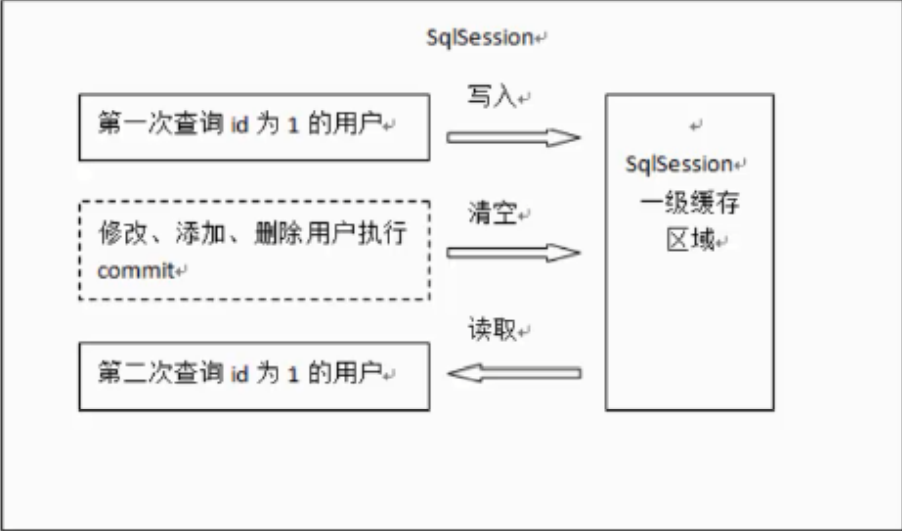 SqlSession↵
写入↵
第一次查询 id 为 1 的用户↵
↵
SqlSession↵
一级缓存
区域↵
清空↵
修改、添加、删除用户执行
commit↵
读取↵
第二次查询 id 为 1 的用户↵